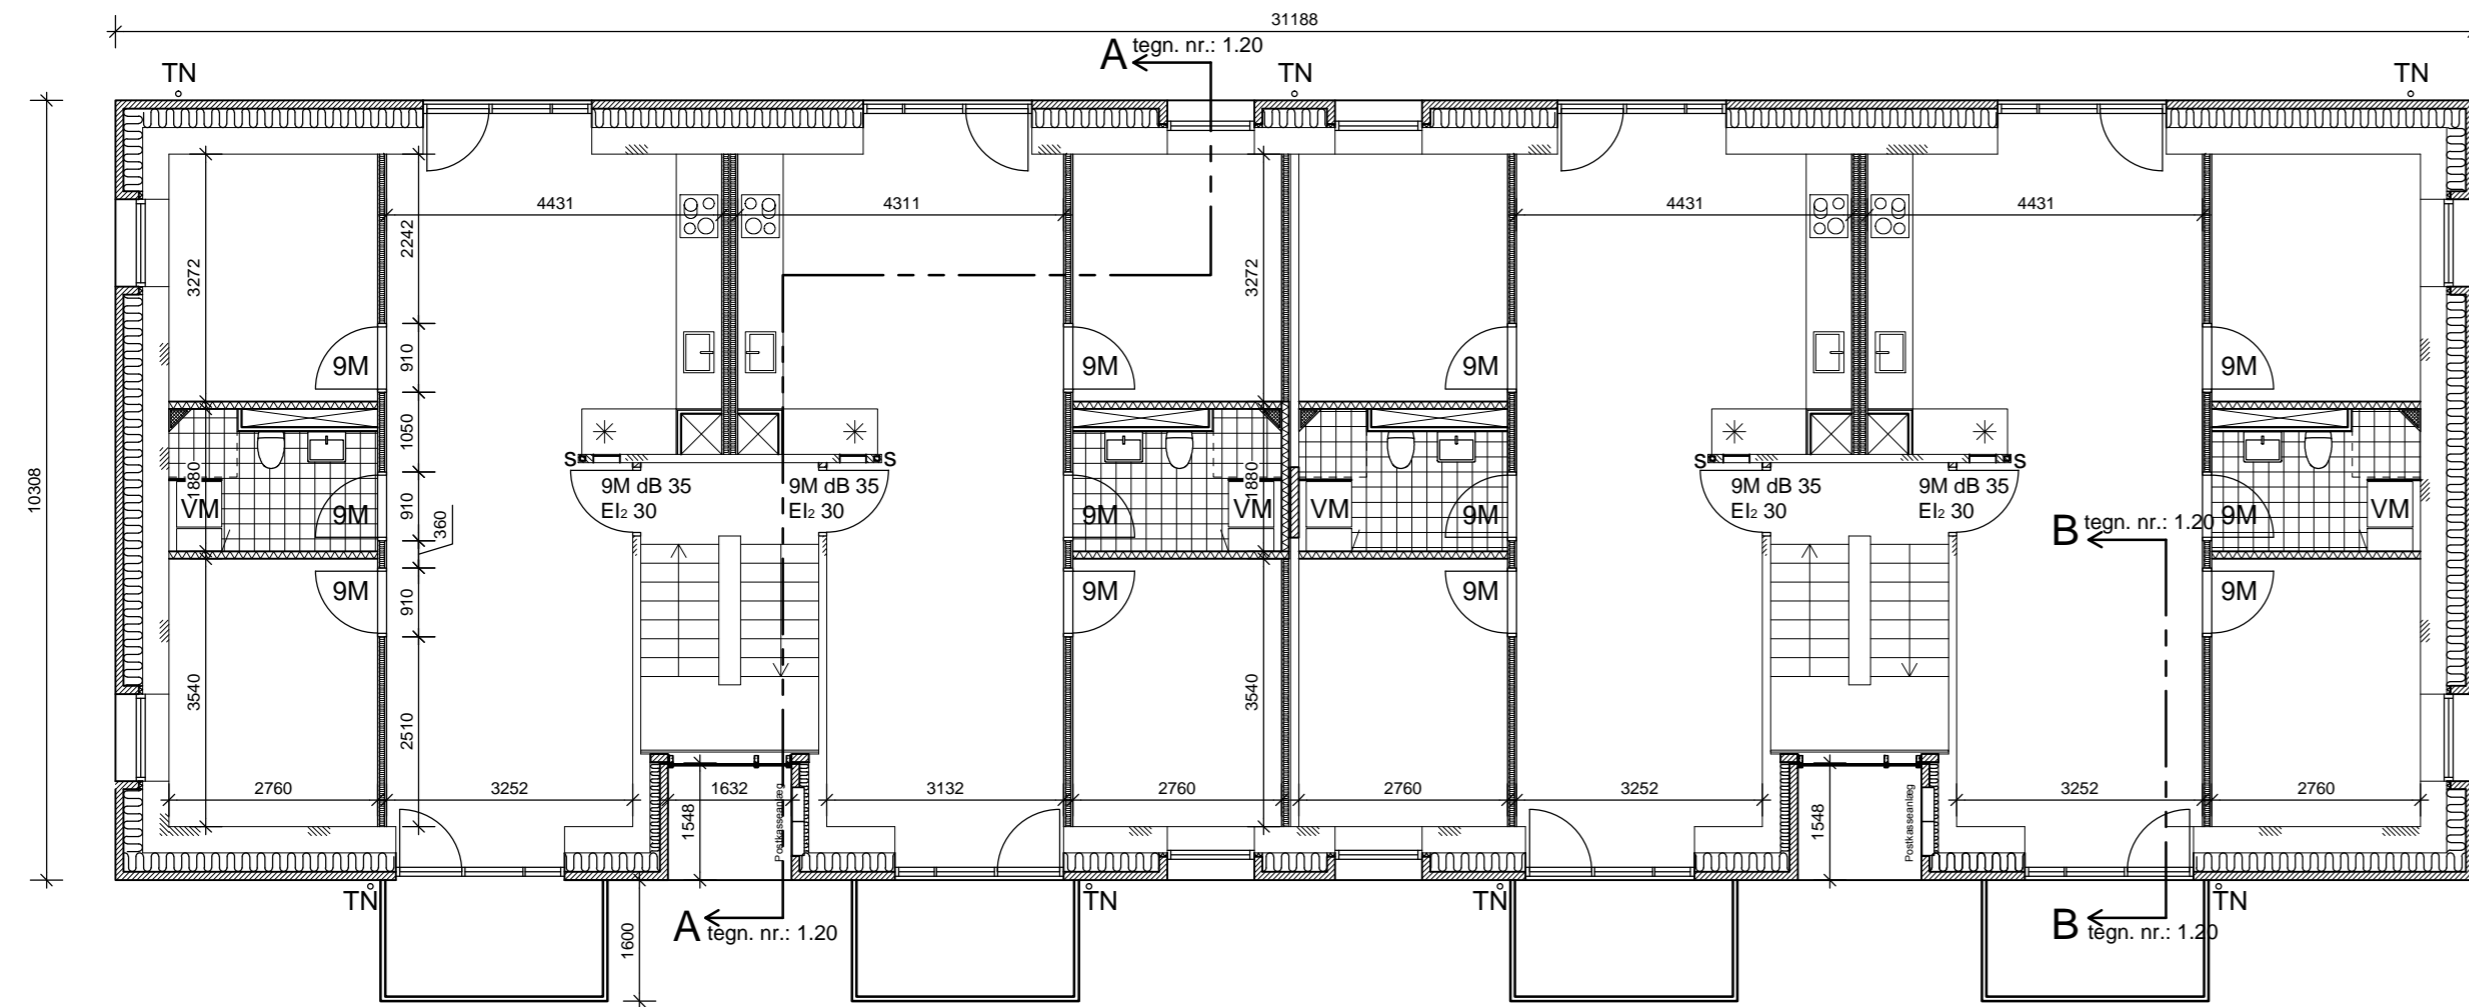 31188
A tegn. nr.: 1.20
TN
TN
TN
10308
4431
4311
4431
4431
3272
2242
3272
910
9M
9M
9M
9M
1050
1880
VM
9M
910
360
S
S
9M dB 35
EI2 30
9M dB 35
EI2 30
9M
1880
VM
VM
9M
S
S
9M dB 35
EI2 30
9M dB 35
EI2 30
B tegn. nr.: 1.20
9M
VM
9M
910
9M
9M
9M
3540
2510
3540
2760
3252
1632
3132
2760
2760
3252
3252
2760
1548
Postkasseanlæg
1548
Postkasseanlæg
TN
TN
TN
TN
1600
A tegn. nr.: 1.20
B tegn. nr.: 1.20